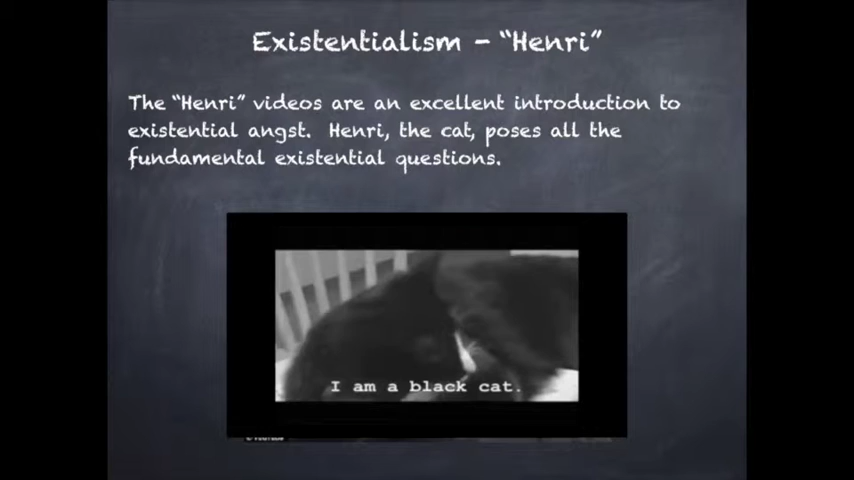 Existentialism - "Henri"
The "Henri" videos are an excellent introduction to
existential angst. Henri, the cat, poses all the
fundamental existential questions.
I am a black cat.